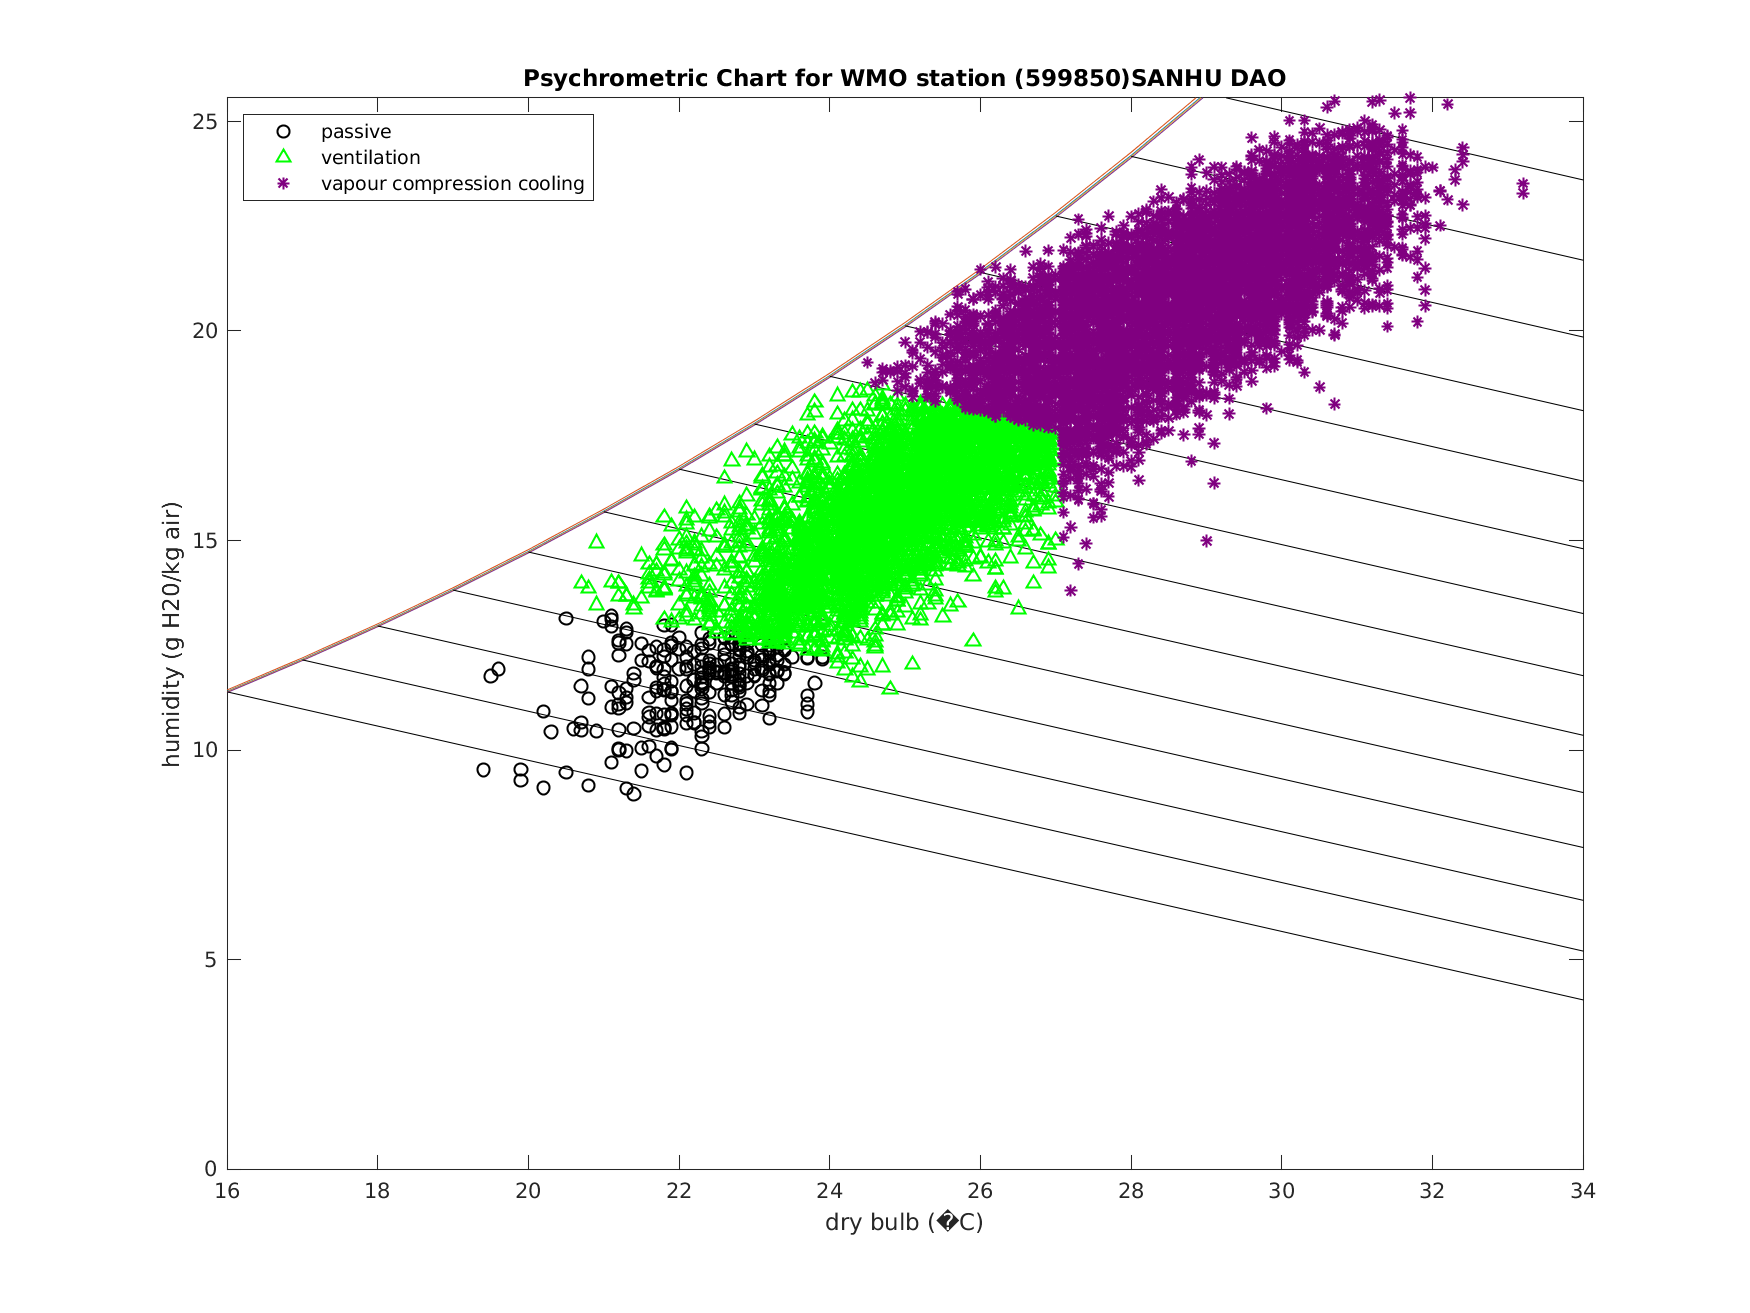 Psychrometric Chart for WMO station (599850)SANHU DAO
passive
ventilation
vapour compression cooling
humidity (g H20/kg air)
25
20
15
10
5
0
16 18 20 22 24 26 28 30 32 34
dry bulb (�C)